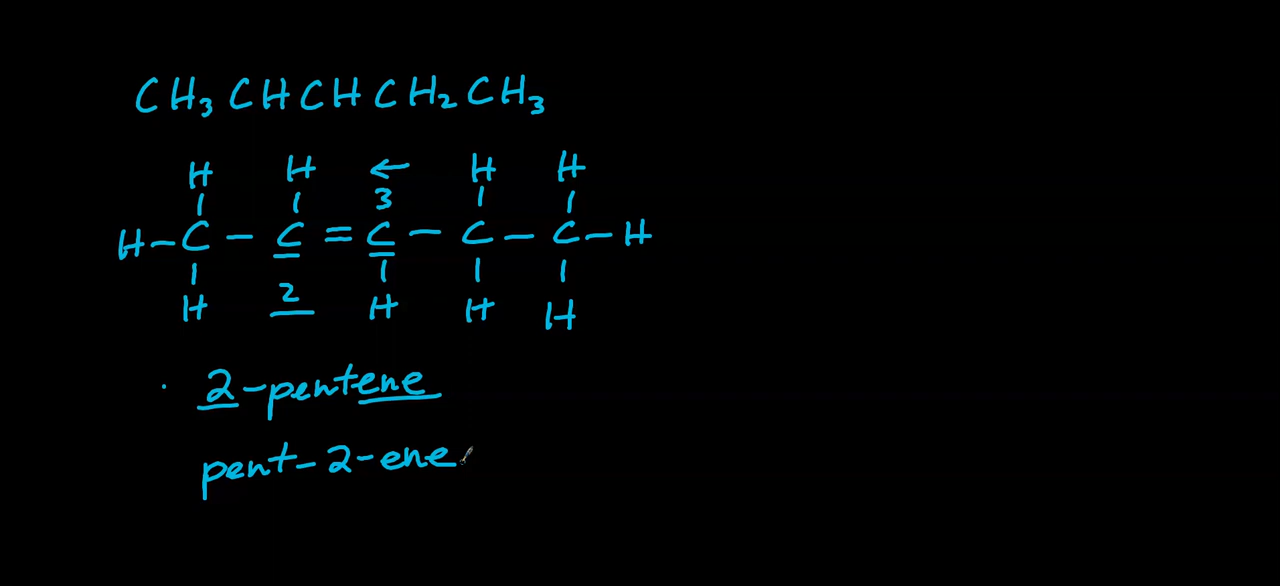 CH₃CHCHCH₂CH₃
H H ← H H
3
H-C-C=C-C-C-H
H 2 H H H
2-pentene
pent-2-ene